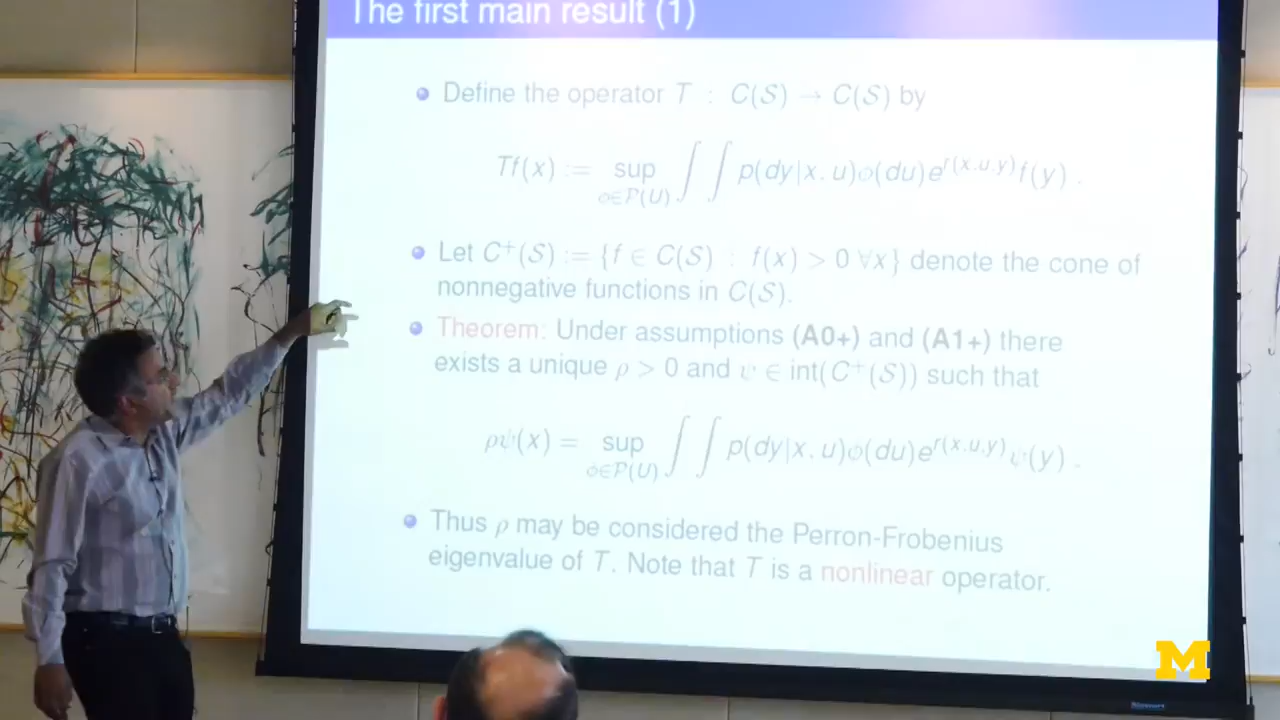 The first main result (1)
Define the operator T : C(S) → C(S) by
Tf(x) := sup_{φ∈P(U)} ∫ ∫ p(dy|x, u)φ(du)e^{r(x,u,y)}f(y) .
Let C⁺(S) := {f ∈ C(S) : f(x) > 0 ∀x} denote the cone of
nonnegative functions in C(S).
Theorem: Under assumptions (A0+) and (A1+) there
exists a unique ρ > 0 and ψ ∈ int(C⁺(S)) such that
ρψ(x) = sup_{φ∈P(U)} ∫ ∫ p(dy|x, u)φ(du)e^{r(x,u,y)}ψ(y) .
Thus ρ may be considered the Perron-Frobenius
eigenvalue of T. Note that T is a nonlinear operator.
M